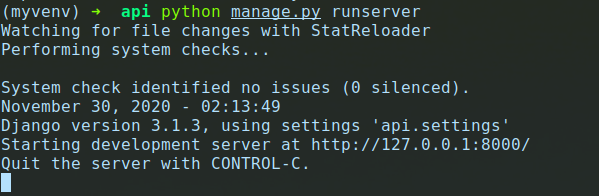 (myvenv) ➜  api python manage.py runserver
Watching for file changes with StatReloader
Performing system checks...

System check identified no issues (0 silenced).
November 30, 2020 - 02:13:49
Django version 3.1.3, using settings 'api.settings'
Starting development server at http://127.0.0.1:8000/
Quit the server with CONTROL-C.